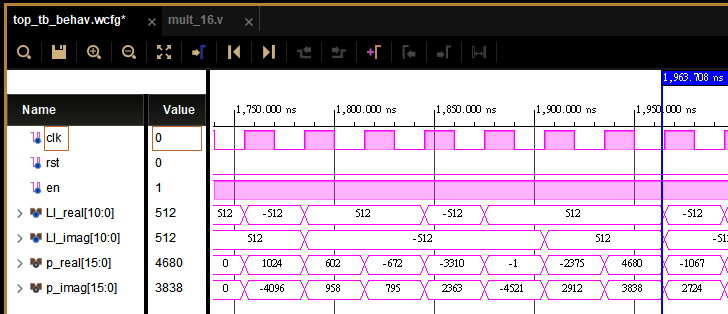 top_tb_behav.wcfg* × mult_16.v ×
1,963.708 ns
Name Value 1,750.000 ns 1,800.000 ns 1,850.000 ns 1,900.000 ns 1,950.000 ns
clk 0
rst 0
en 1
LI_real[10:0] 512 512 -512 512 -512 512 -512
LI_imag[10:0] 512 512 -512 512 -51
p_real[15:0] 4680 0 1024 602 -672 -3310 -1 -2375 4680 -1067
p_imag[15:0] 3838 0 -4096 958 795 2363 -4521 2912 3838 2724